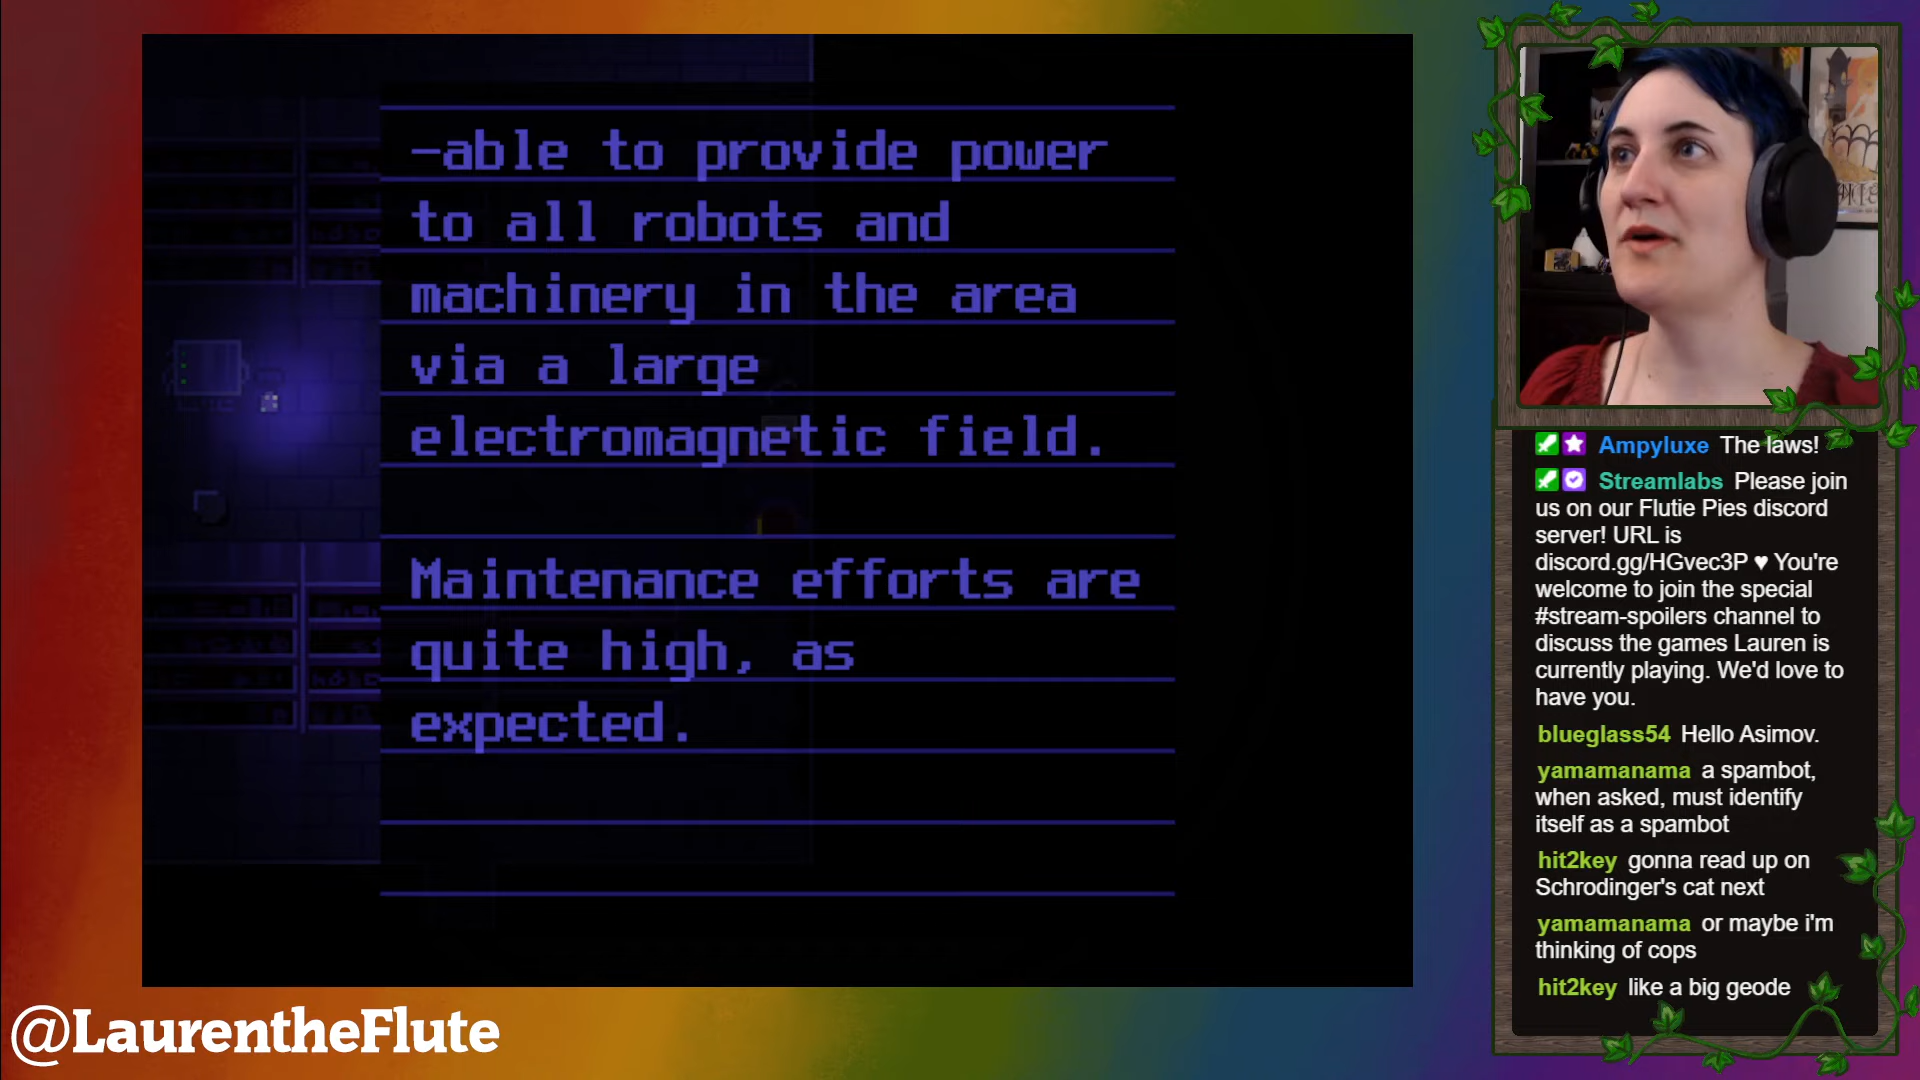 —able to provide power
to all robots and
machinery in the area
via a large
electromagnetic field.
Maintenance efforts are
quite high, as
expected.
Ampyluxe The laws!
Streamlabs Please join
us on our Flutie Pies discord
server! URL is
discord.gg/HGvec3P ♥ You're
welcome to join the special
#stream-spoilers channel to
discuss the games Lauren is
currently playing. We'd love to
have you.
blueglass54 Hello Asimov.
yamamanama a spambot,
when asked, must identify
itself as a spambot
hit2key gonna read up on
Schrodinger's cat next
yamamanama or maybe i'm
thinking of cops
hit2key like a big geode
@LaurentheFlute